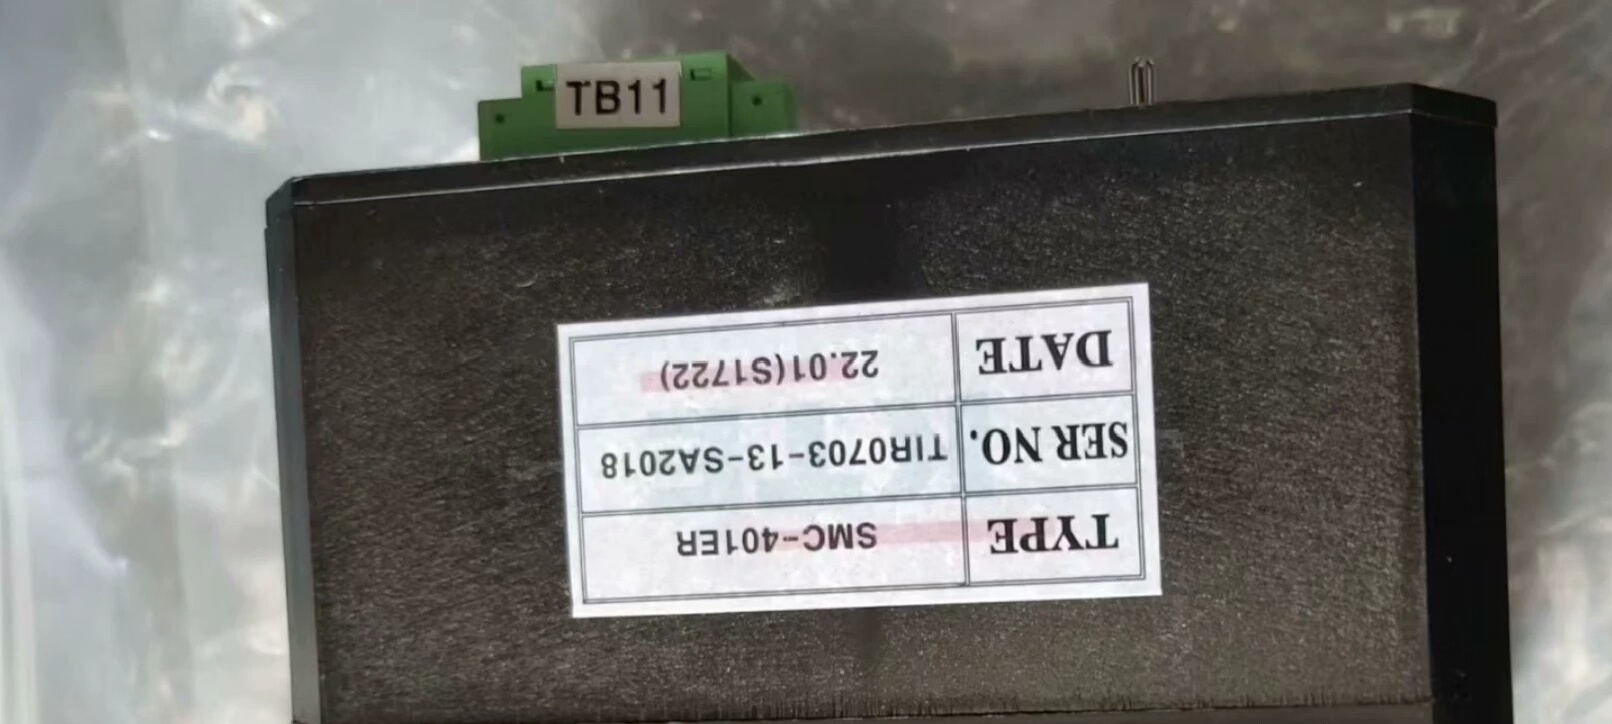 TB11
TYPE SMC-401ER
SER NO. TIR0703-13-SA2018
DATE 22.01(S1722)